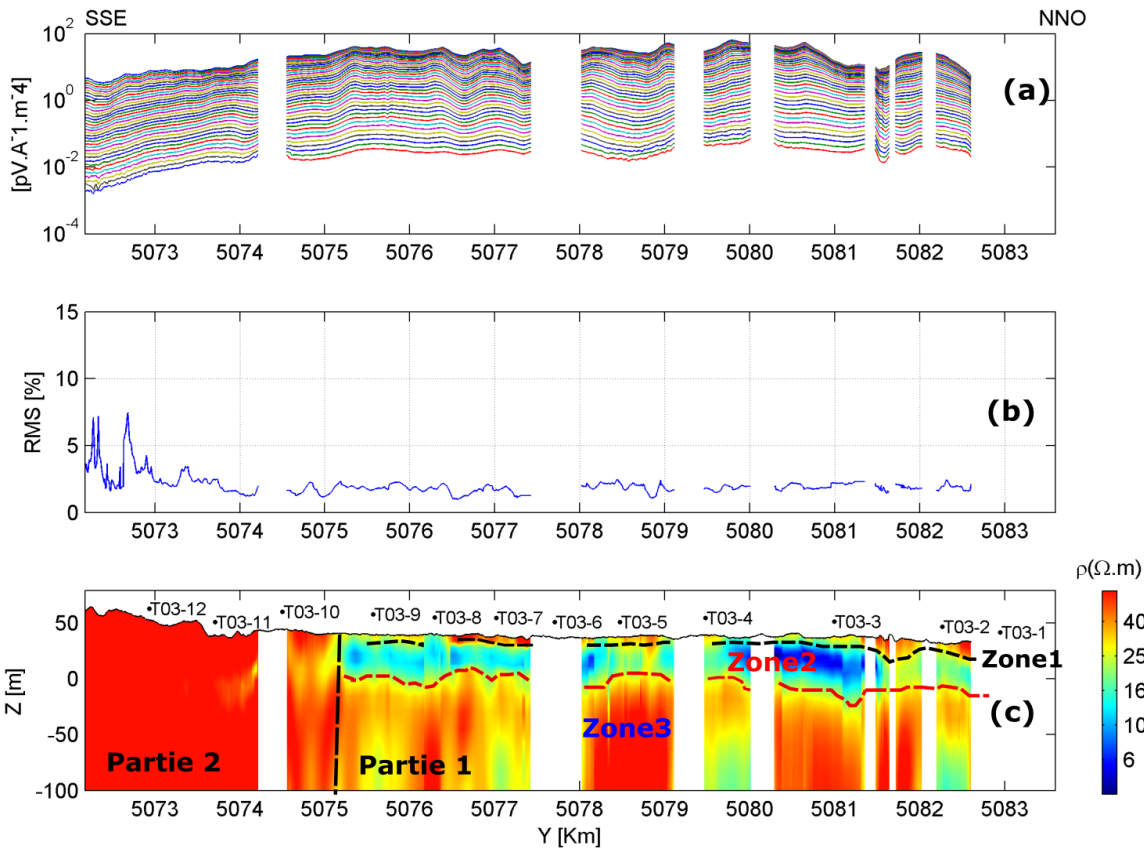 SSE NNO
10^2
10^0
10^-2
10^-4
[pV.A^-1.m^-4]
(a)
5073 5074 5075 5076 5077 5078 5079 5080 5081 5082 5083
15
10
5
0
RMS [%]
(b)
5073 5074 5075 5076 5077 5078 5079 5080 5081 5082 5083
ρ(Ω.m)
50
0
-50
-100
Z [m]
T03-12 T03-11 T03-10 T03-9 T03-8 T03-7 T03-6 T03-5 T03-4 T03-3 T03-2 T03-1
Zone1
Zone2
Zone3
(c)
Partie 2 Partie 1
40
25
16
10
6
5073 5074 5075 5076 5077 5078 5079 5080 5081 5082 5083
Y [Km]